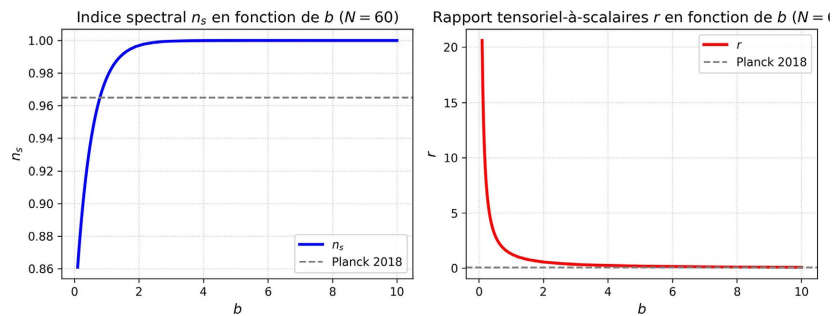 Indice spectral n_s en fonction de b (N = 60)
1.00
0.98
0.96
0.94
0.92
0.90
0.88
0.86
n_s
0 2 4 6 8 10
b
n_s
Planck 2018
Rapport tensoriel-à-scalaires r en fonction de b (N = 6
20
15
10
5
0
r
0 2 4 6 8 10
b
r
Planck 2018